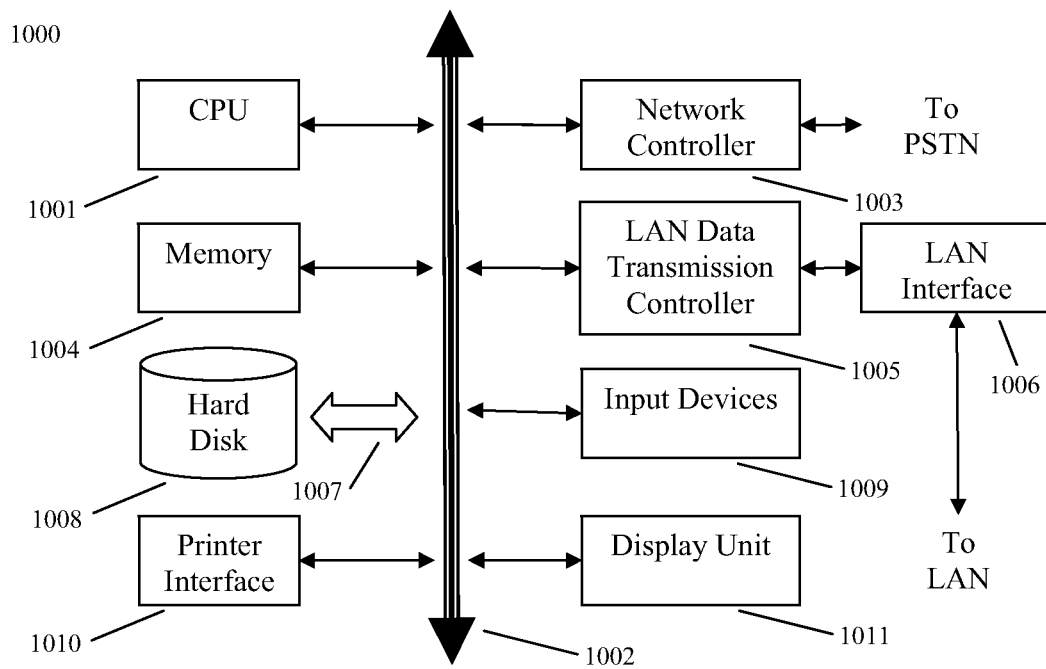 1000
CPU
1001
Network
Controller
1003
To
PSTN
Memory
1004
LAN Data
Transmission
Controller
1005
LAN
Interface
1006
Hard
Disk
1008
1007
Input Devices
1009
Printer
Interface
1010
1002
Display Unit
1011
To
LAN